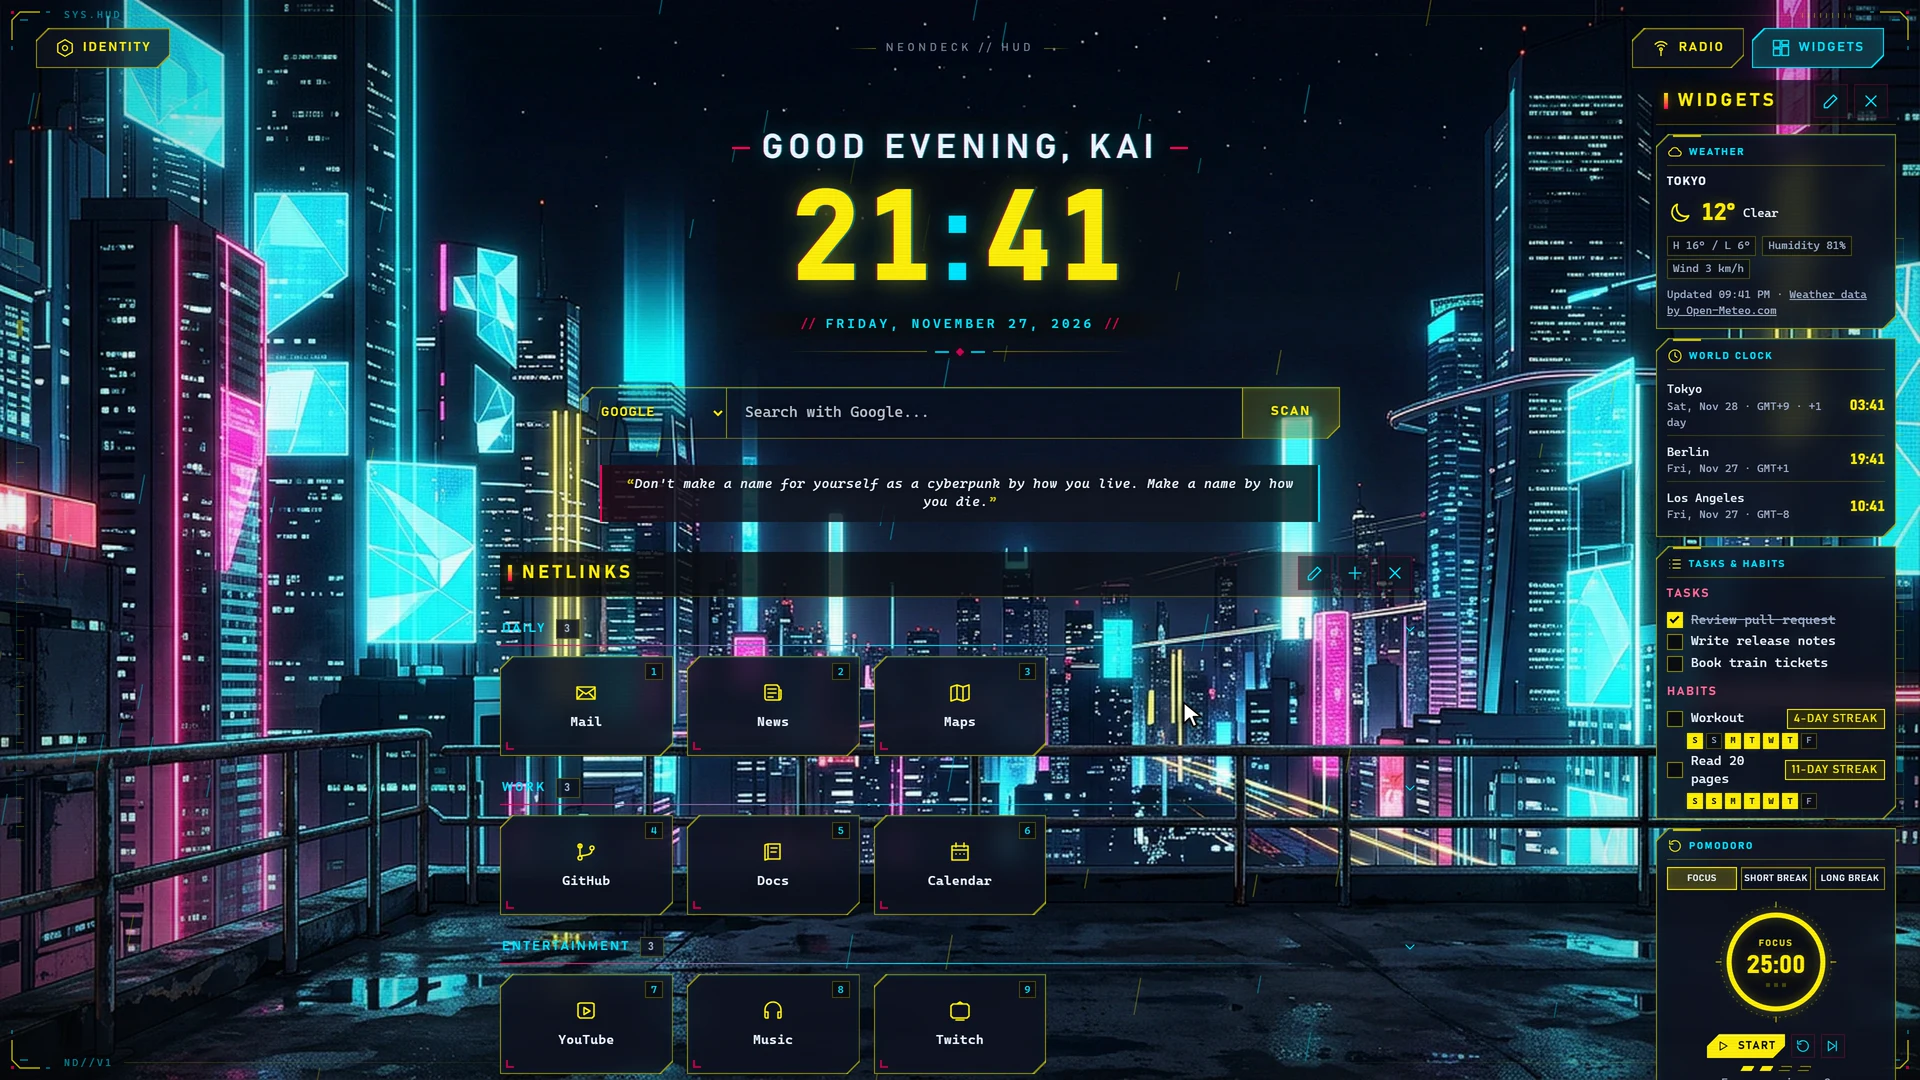 SYS.HUD
IDENTITY
NEONDECK // HUD
RADIO
WIDGETS
GOOD EVENING, KAI
21:41
// FRIDAY, NOVEMBER 27, 2026 //
GOOGLE
Search with Google...
SCAN
“Don't make a name for yourself as a cyberpunk by how you live. Make a name by how
you die.”
NETLINKS
DAILY 3
1
Mail
2
News
3
Maps
WORK 3
4
GitHub
5
Docs
6
Calendar
ENTERTAINMENT 3
7
YouTube
8
Music
9
Twitch
ND//V1
WIDGETS
WEATHER
TOKYO
12° Clear
H 16° / L 6°
Humidity 81%
Wind 3 km/h
Updated 09:41 PM · Weather data
by Open-Meteo.com
WORLD CLOCK
Tokyo
Sat, Nov 28 · GMT+9 · +1
day
03:41
Berlin
Fri, Nov 27 · GMT+1
19:41
Los Angeles
Fri, Nov 27 · GMT-8
10:41
TASKS & HABITS
TASKS
Review pull request
Write release notes
Book train tickets
HABITS
Workout
4-DAY STREAK
S S M T W T F
Read 20
pages
11-DAY STREAK
S S M T W T F
POMODORO
FOCUS
SHORT BREAK
LONG BREAK
FOCUS
25:00
START